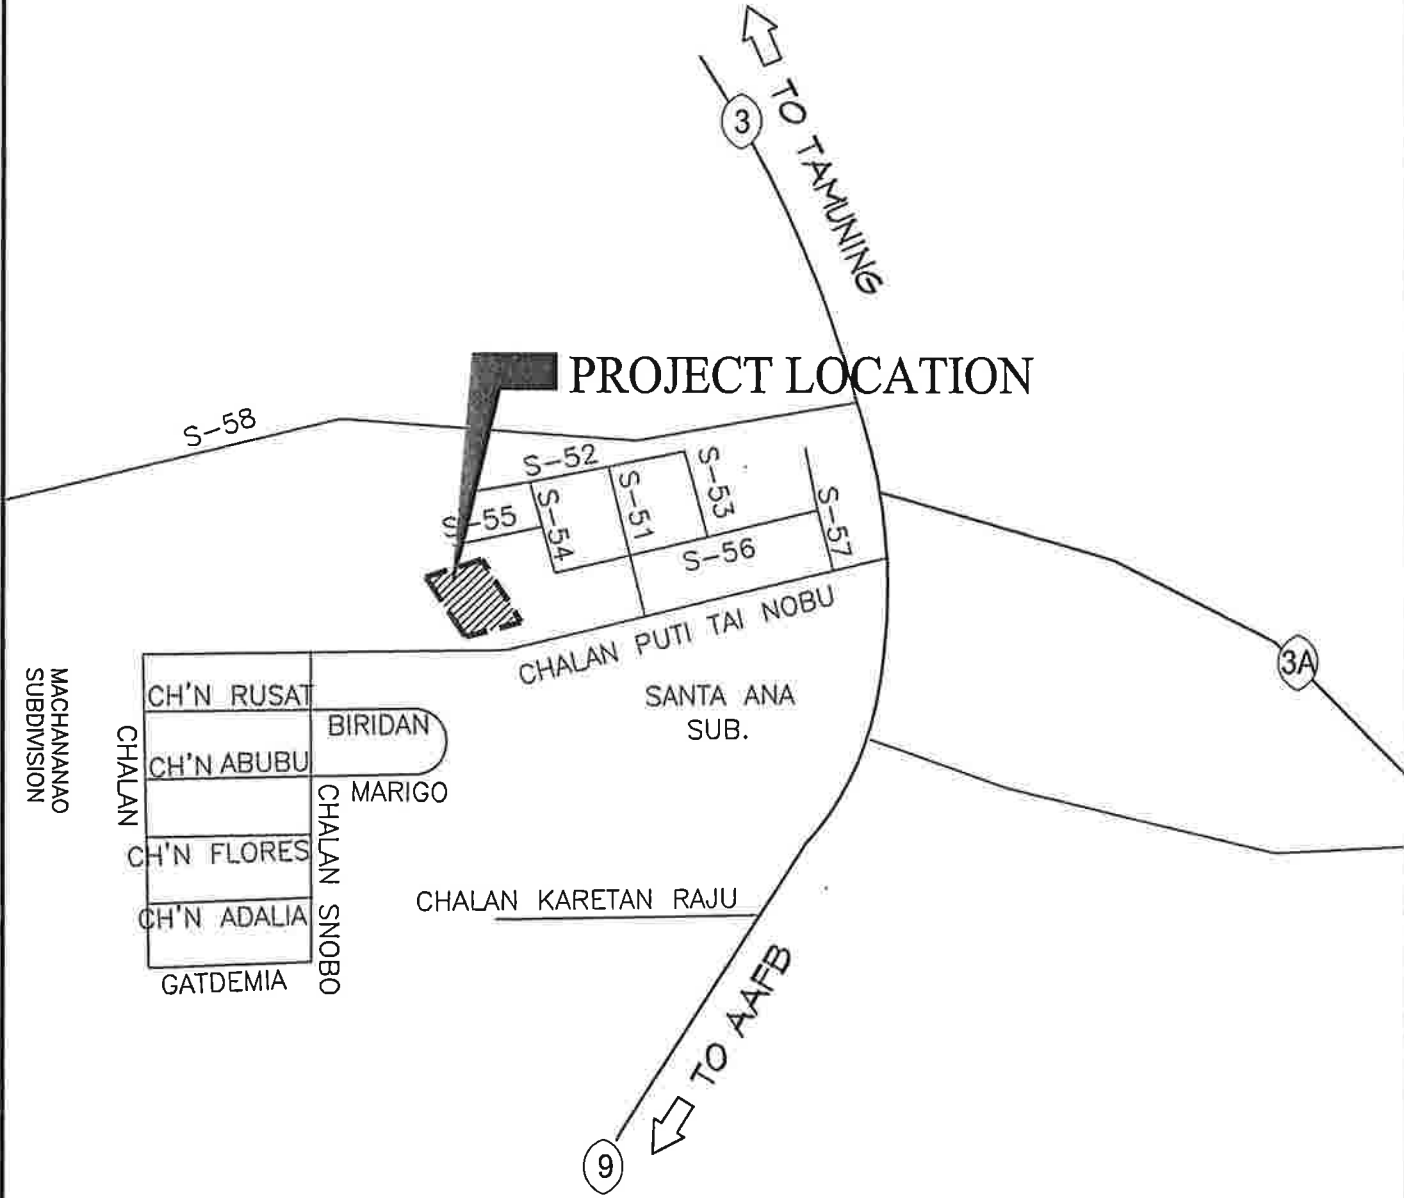 TO TAMUNING
3
PROJECT LOCATION
S-58
S-52
S-53
S-51
S-54
S-55
S-57
S-56
CHALAN PUTI TAI NOBU
3A
SANTA ANA
SUB.
MACHANANAO
SUBDIVISION
CHALAN
CH'N RUSAT
BIRIDAN
CH'N ABUBU
MARIGO
CHALAN SNOBO
CH'N FLORES
CH'N ADALIA
GATDEMIA
CHALAN KARETAN RAJU
TO AAFB
9